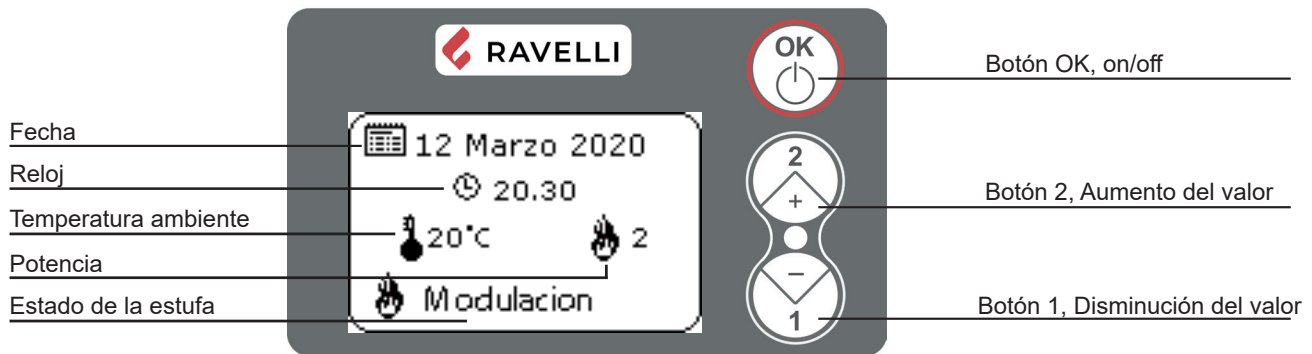 RAVELLI
OK
Botón OK, on/off
Fecha
12 Marzo 2020
Reloj
20.30
2
+
Botón 2, Aumento del valor
Temperatura ambiente
20°C
2
Potencia
Estado de la estufa
Modulacion
-
1
Botón 1, Disminución del valor